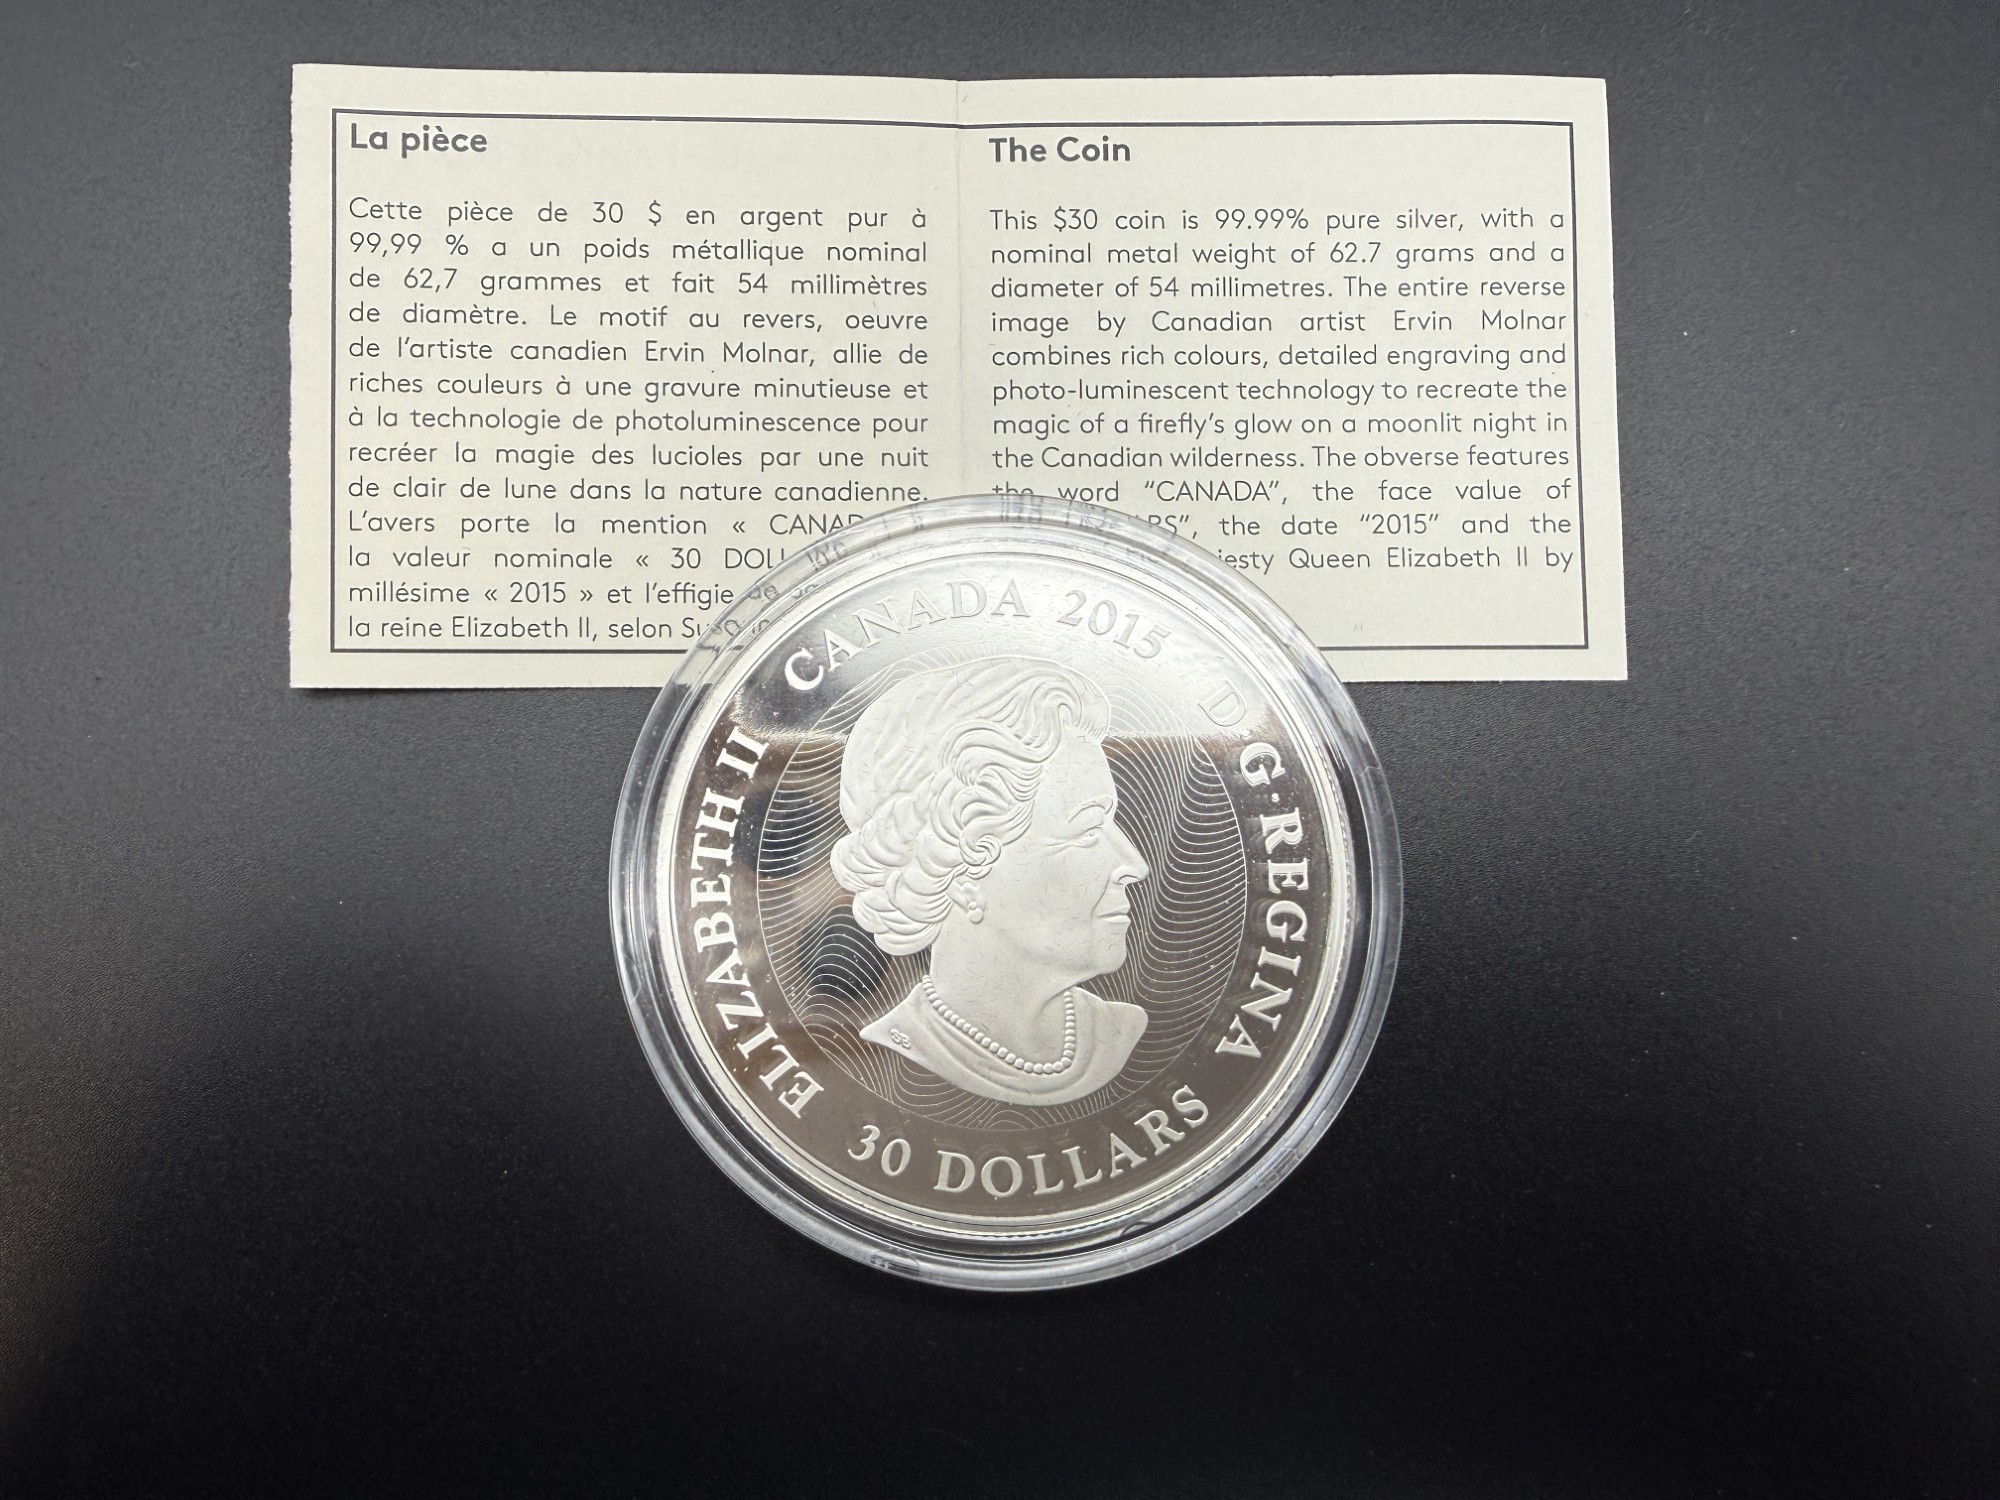 La pièce
Cette pièce de 30 $ en argent pur à
99,99 % a un poids métallique nominal
de 62,7 grammes et fait 54 millimètres
de diamètre. Le motif au revers, oeuvre
de l'artiste canadien Ervin Molnar, allie de
riches couleurs à une gravure minutieuse et
à la technologie de photoluminescence pour
recréer la magie des lucioles par une nuit
de clair de lune dans la nature canadienne.
L'avers porte la mention «
la valeur nominale « 30
millésime « 2015 » et l'effigie de
la reine Elizabeth II, selon
The Coin
This $30 coin is 99.99% pure silver, with a
nominal metal weight of 62.7 grams and a
diameter of 54 millimetres. The entire reverse
image by Canadian artist Ervin Molnar
combines rich colours, detailed engraving and
photo-luminescent technology to recreate the
magic of a firefly's glow on a moonlit night in
the Canadian wilderness. The obverse features
the word "CANADA", the face value of
the date "2015" and the
Queen Elizabeth II by
ELIZABETH II CANADA 2015 D·G·REGINA
SB
30 DOLLARS